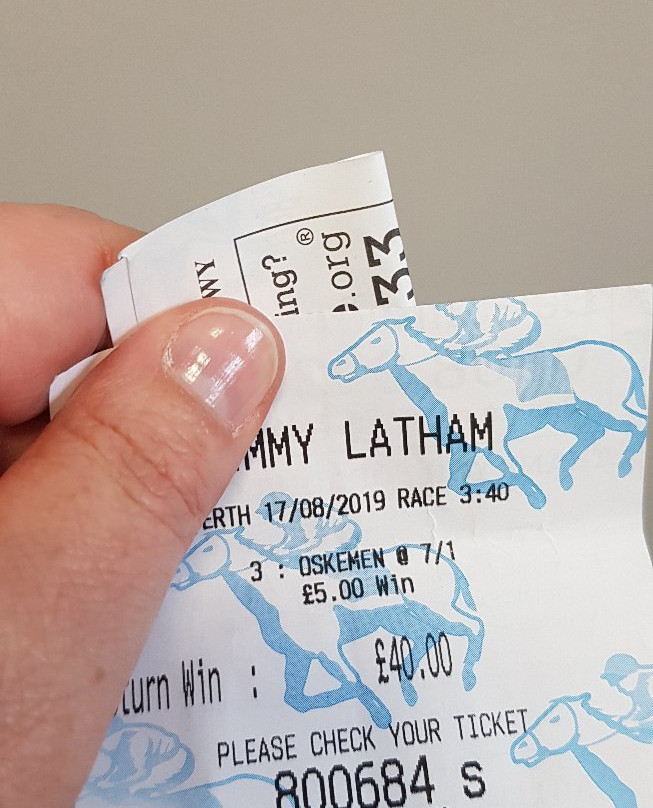 WY
ing?®
.org
33
MMY LATHAM
ERTH 17/08/2019 RACE 3:40
3 : OSKEMEN @ 7/1
£5.00 Win
turn Win : £40.00
PLEASE CHECK YOUR TICKET
800684 S